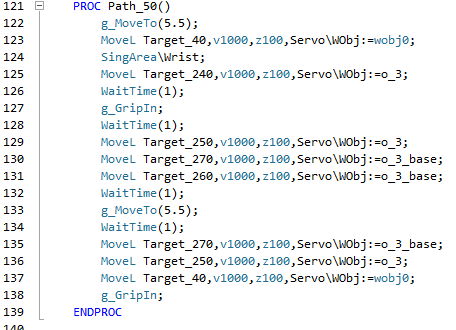 121 PROC Path_50()
122 g_MoveTo(5.5);
123 MoveL Target_40,v1000,z100,Servo\WObj:=wobj0;
124 SingArea\Wrist;
125 MoveL Target_240,v1000,z100,Servo\WObj:=o_3;
126 WaitTime(1);
127 g_GripIn;
128 WaitTime(1);
129 MoveL Target_250,v1000,z100,Servo\WObj:=o_3;
130 MoveL Target_270,v1000,z100,Servo\WObj:=o_3_base;
131 MoveL Target_260,v1000,z100,Servo\WObj:=o_3_base;
132 WaitTime(1);
133 g_MoveTo(5.5);
134 WaitTime(1);
135 MoveL Target_270,v1000,z100,Servo\WObj:=o_3_base;
136 MoveL Target_250,v1000,z100,Servo\WObj:=o_3;
137 MoveL Target_40,v1000,z100,Servo\WObj:=wobj0;
138 g_GripIn;
139 ENDPROC
140